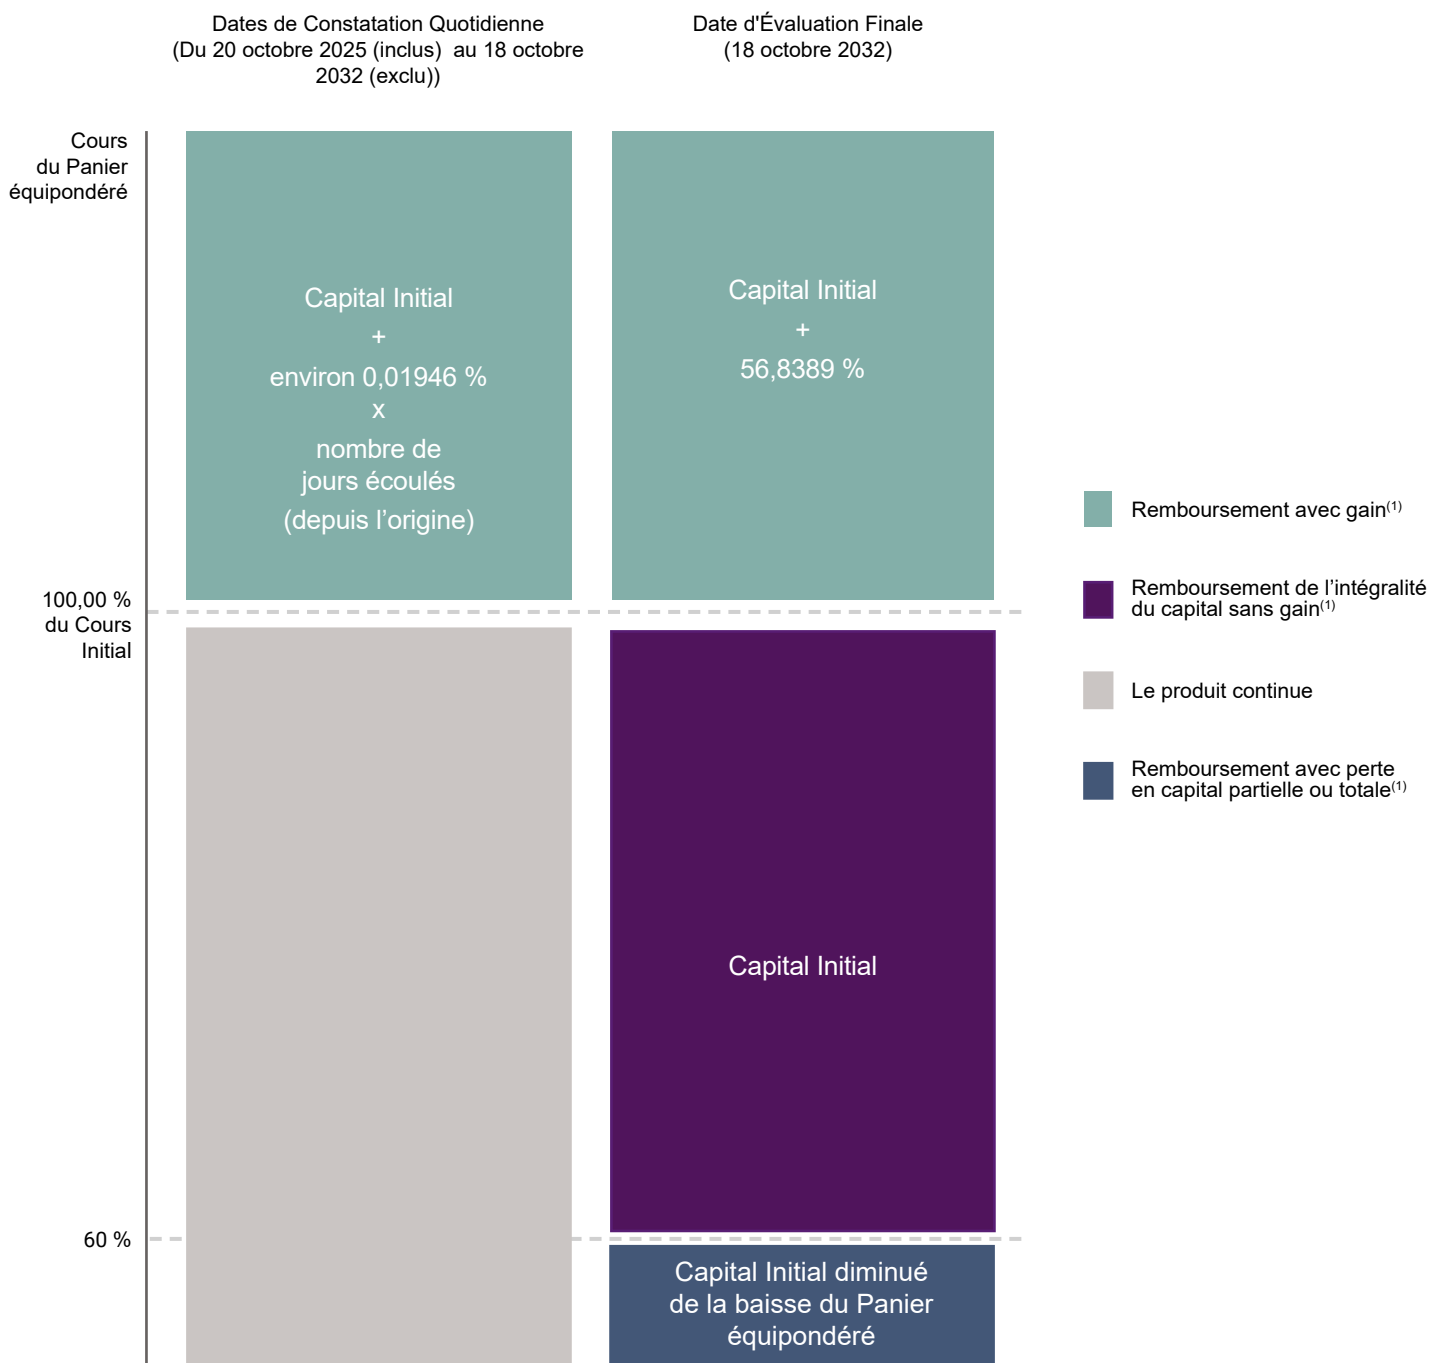 Dates de Constatation Quotidienne
(Du 20 octobre 2025 (inclus)  au 18 octobre
2032 (exclu))
Date d'Évaluation Finale
(18 octobre 2032)
Cours
du Panier
équipondéré
Capital Initial
+
environ 0,01946 %
x
nombre de
jours écoulés
(depuis l’origine)
Capital Initial
+
56,8389 %
100,00 %
du Cours
Initial
Capital Initial
60 %
Capital Initial diminué
de la baisse du Panier
équipondéré
Remboursement avec gain(1)
Remboursement de l’intégralité
du capital sans gain(1)
Le produit continue
Remboursement avec perte
en capital partielle ou totale(1)